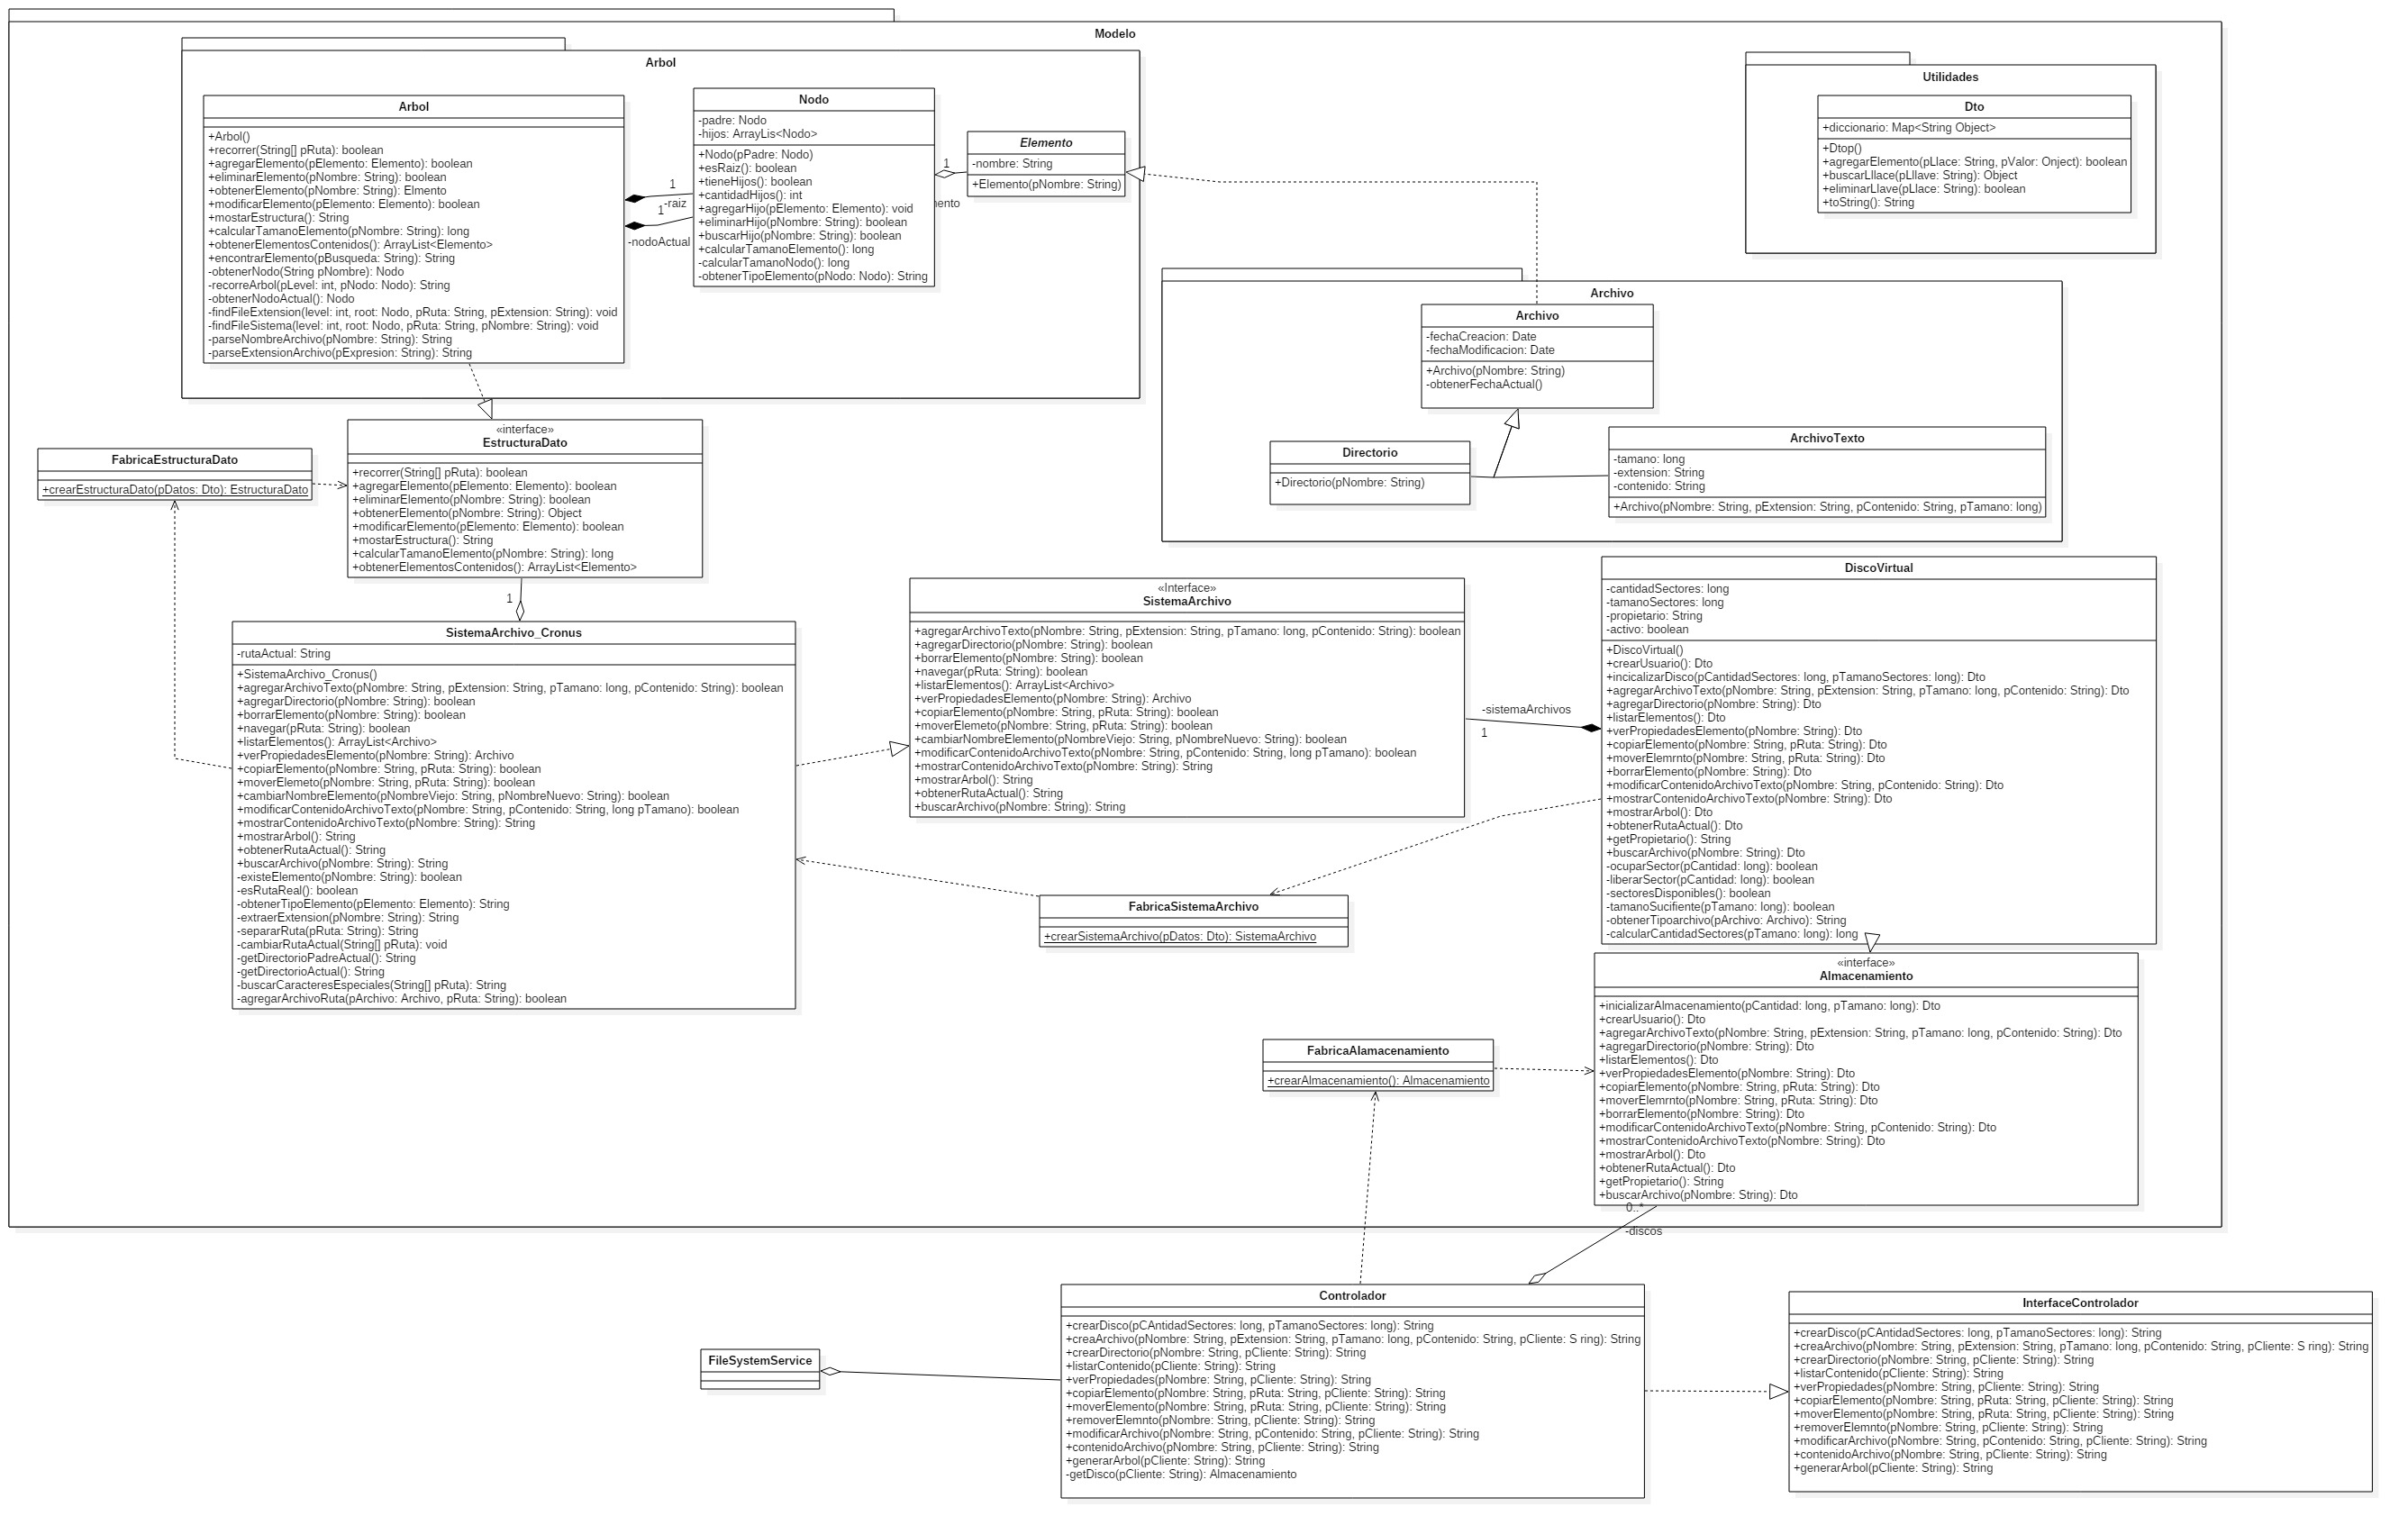 Modelo
Arbol
Arbol
+Arbol()
+recorrer(String[] pRuta): boolean
+agregarElemento(pElemento: Elemento): boolean
+eliminarElemento(pNombre: String): boolean
+obtenerElemento(pNombre: String): Elmento
+modificarElemento(pElemento: Elemento): boolean
+mostarEstructura(): String
+calcularTamanoElemento(pNombre: String): long
+obtenerElementosContenidos(): ArrayList<Elemento>
+encontrarElemento(pBusqueda: String): String
-obtenerNodo(String pNombre): Nodo
-recorreArbol(pLevel: int, pNodo: Nodo): String
-obtenerNodoActual(): Nodo
-findFileExtension(level: int, root: Nodo, pRuta: String, pExtension: String): void
-findFileSistema(level: int, root: Nodo, pRuta: String, pNombre: String): void
-parseNombreArchivo(pNombre: String): String
-parseExtensionArchivo(pExpresion: String): String
1
-raiz
1
-nodoActual
Nodo
-padre: Nodo
-hijos: ArrayLis<Nodo>
+Nodo(pPadre: Nodo)
+esRaiz(): boolean
+tieneHijos(): boolean
+cantidadHijos(): int
+agregarHijo(pElemento: Elemento): void
+eliminarHijo(pNombre: String): boolean
+buscarHijo(pNombre: String): boolean
+calcularTamanoElemento(): long
-calcularTamanoNodo(): long
-obtenerTipoElemento(pNodo: Nodo): String
1
ento
Elemento
-nombre: String
+Elemento(pNombre: String)
Utilidades
Dto
+diccionario: Map<String Object>
+Dtop()
+agregarElemento(pLlace: String, pValor: Onject): boolean
+buscarLllace(pLllave: String): Object
+eliminarLlave(pLlace: String): boolean
+toString(): String
Archivo
Archivo
-fechaCreacion: Date
-fechaModificacion: Date
+Archivo(pNombre: String)
-obtenerFechaActual()
Directorio
+Directorio(pNombre: String)
ArchivoTexto
-tamano: long
-extension: String
-contenido: String
+Archivo(pNombre: String, pExtension: String, pContenido: String, pTamano: long)
FabricaEstructuraDato
+crearEstructuraDato(pDatos: Dto): EstructuraDato
«interface»
EstructuraDato
+recorrer(String[] pRuta): boolean
+agregarElemento(pElemento: Elemento): boolean
+eliminarElemento(pNombre: String): boolean
+obtenerElemento(pNombre: String): Object
+modificarElemento(pElemento: Elemento): boolean
+mostarEstructura(): String
+calcularTamanoElemento(pNombre: String): long
+obtenerElementosContenidos(): ArrayList<Elemento>
1
SistemaArchivo_Cronus
-rutaActual: String
+SistemaArchivo_Cronus()
+agregarArchivoTexto(pNombre: String, pExtension: String, pTamano: long, pContenido: String): boolean
+agregarDirectorio(pNombre: String): boolean
+borrarElemento(pNombre: String): boolean
+navegar(pRuta: String): boolean
+listarElementos(): ArrayList<Archivo>
+verPropiedadesElemento(pNombre: String): Archivo
+copiarElemento(pNombre: String, pRuta: String): boolean
+moverElemeto(pNombre: String, pRuta: String): boolean
+cambiarNombreElemento(pNombreViejo: String, pNombreNuevo: String): boolean
+modificarContenidoArchivoTexto(pNombre: String, pContenido: String, long pTamano): boolean
+mostrarContenidoArchivoTexto(pNombre: String): String
+mostrarArbol(): String
+obtenerRutaActual(): String
+buscarArchivo(pNombre: String): String
-existeElemento(pNombre: String): boolean
-esRutaReal(): boolean
-obtenerTipoElemento(pElemento: Elemento): String
-extraerExtension(pNombre: String): String
-separarRuta(pRuta: String): String
-cambiarRutaActual(String[] pRuta): void
-getDirectorioPadreActual(): String
-getDirectorioActual(): String
-buscarCaracteresEspeciales(String[] pRuta): String
-agregarArchivoRuta(pArchivo: Archivo, pRuta: String): boolean
«Interface»
SistemaArchivo
+agregarArchivoTexto(pNombre: String, pExtension: String, pTamano: long, pContenido: String): boolean
+agregarDirectorio(pNombre: String): boolean
+borrarElemento(pNombre: String): boolean
+navegar(pRuta: String): boolean
+listarElementos(): ArrayList<Archivo>
+verPropiedadesElemento(pNombre: String): Archivo
+copiarElemento(pNombre: String, pRuta: String): boolean
+moverElemeto(pNombre: String, pRuta: String): boolean
+cambiarNombreElemento(pNombreViejo: String, pNombreNuevo: String): boolean
+modificarContenidoArchivoTexto(pNombre: String, pContenido: String, long pTamano): boolean
+mostrarContenidoArchivoTexto(pNombre: String): String
+mostrarArbol(): String
+obtenerRutaActual(): String
+buscarArchivo(pNombre: String): String
-sistemaArchivos
1
DiscoVirtual
-cantidadSectores: long
-tamanoSectores: long
-propietario: String
-activo: boolean
+DiscoVirtual()
+crearUsuario(): Dto
+incicalizarDisco(pCantidadSectores: long, pTamanoSectores: long): Dto
+agregarArchivoTexto(pNombre: String, pExtension: String, pTamano: long, pContenido: String): Dto
+agregarDirectorio(pNombre: String): Dto
+listarElementos(): Dto
+verPropiedadesElemento(pNombre: String): Dto
+copiarElemento(pNombre: String, pRuta: String): Dto
+moverElemrnto(pNombre: String, pRuta: String): Dto
+borrarElemento(pNombre: String): Dto
+modificarContenidoArchivoTexto(pNombre: String, pContenido: String): Dto
+mostrarContenidoArchivoTexto(pNombre: String): Dto
+mostrarArbol(): Dto
+obtenerRutaActual(): Dto
+getPropietario(): String
+buscarArchivo(pNombre: String): Dto
-ocuparSector(pCantidad: long): boolean
-liberarSector(pCantidad: long): boolean
-sectoresDisponibles(): boolean
-tamanoSucifiente(pTamano: long): boolean
-obtenerTipoarchivo(pArchivo: Archivo): String
-calcularCantidadSectores(pTamano: long): long
FabricaSistemaArchivo
+crearSistemaArchivo(pDatos: Dto): SistemaArchivo
«interface»
Almacenamiento
+inicializarAlmacenamiento(pCantidad: long, pTamano: long): Dto
+crearUsuario(): Dto
+agregarArchivoTexto(pNombre: String, pExtension: String, pTamano: long, pContenido: String): Dto
+agregarDirectorio(pNombre: String): Dto
+listarElementos(): Dto
+verPropiedadesElemento(pNombre: String): Dto
+copiarElemento(pNombre: String, pRuta: String): Dto
+moverElemrnto(pNombre: String, pRuta: String): Dto
+borrarElemento(pNombre: String): Dto
+modificarContenidoArchivoTexto(pNombre: String, pContenido: String): Dto
+mostrarContenidoArchivoTexto(pNombre: String): Dto
+mostrarArbol(): Dto
+obtenerRutaActual(): Dto
+getPropietario(): String
+buscarArchivo(pNombre: String): Dto
FabricaAlamacenamiento
+crearAlmacenamiento(): Almacenamiento
0..*
-discos
Controlador
+crearDisco(pCAntidadSectores: long, pTamanoSectores: long): String
+creaArchivo(pNombre: String, pExtension: String, pTamano: long, pContenido: String, pCliente: S ring): String
+crearDirectorio(pNombre: String, pCliente: String): String
+listarContenido(pCliente: String): String
+verPropiedades(pNombre: String, pCliente: String): String
+copiarElemento(pNombre: String, pRuta: String, pCliente: String): String
+moverElemento(pNombre: String, pRuta: String, pCliente: String): String
+removerElemnto(pNombre: String, pCliente: String): String
+modificarArchivo(pNombre: String, pContenido: String, pCliente: String): String
+contenidoArchivo(pNombre: String, pCliente: String): String
+generarArbol(pCliente: String): String
-getDisco(pCliente: String): Almacenamiento
FileSystemService
InterfaceControlador
+crearDisco(pCAntidadSectores: long, pTamanoSectores: long): String
+creaArchivo(pNombre: String, pExtension: String, pTamano: long, pContenido: String, pCliente: S ring): String
+crearDirectorio(pNombre: String, pCliente: String): String
+listarContenido(pCliente: String): String
+verPropiedades(pNombre: String, pCliente: String): String
+copiarElemento(pNombre: String, pRuta: String, pCliente: String): String
+moverElemento(pNombre: String, pRuta: String, pCliente: String): String
+removerElemnto(pNombre: String, pCliente: String): String
+modificarArchivo(pNombre: String, pContenido: String, pCliente: String): String
+contenidoArchivo(pNombre: String, pCliente: String): String
+generarArbol(pCliente: String): String